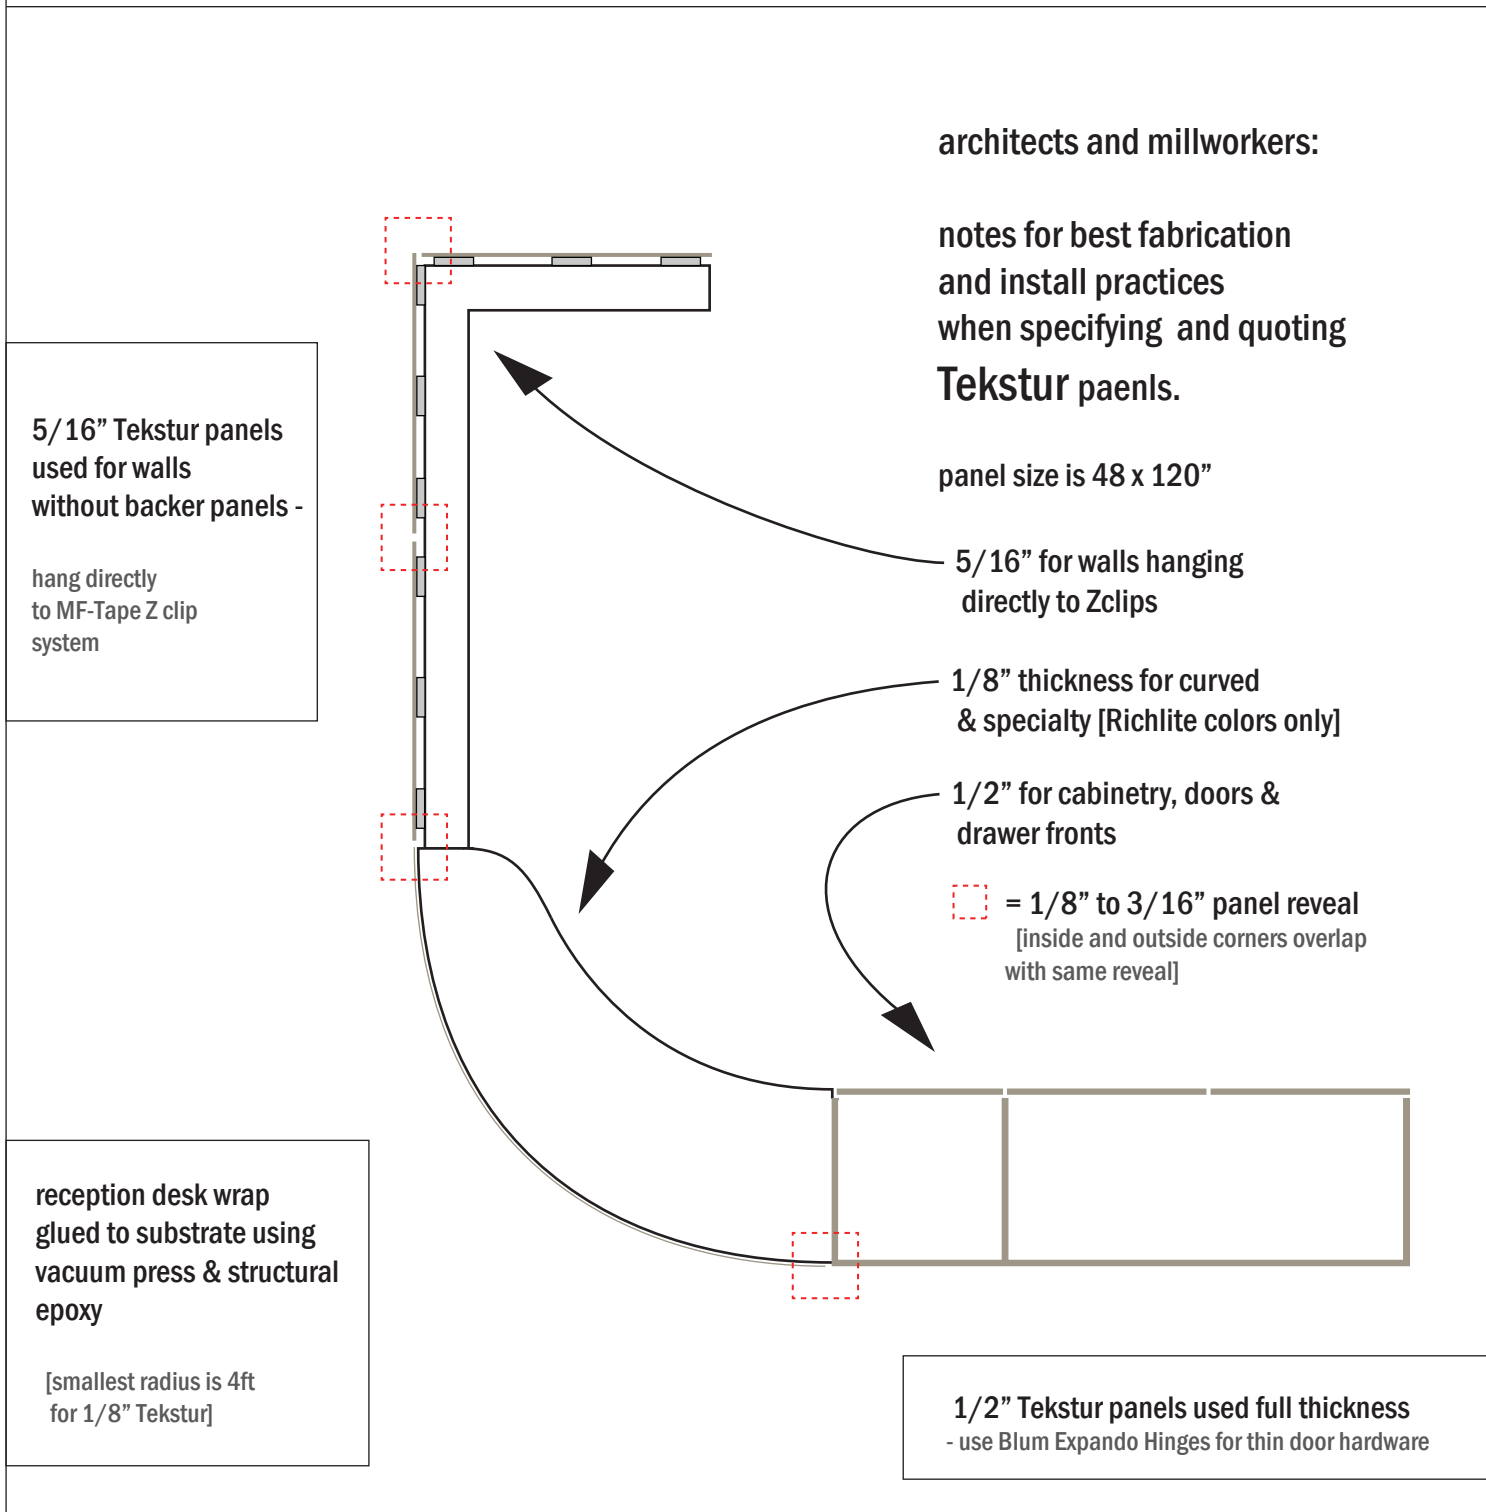 architects and millworkers:
notes for best fabrication
and install practices
when specifying and quoting
Tekstur paenls.
panel size is 48 x 120”
5/16” for walls hanging
directly to Zclips
1/8” thickness for curved
& specialty [Richlite colors only]
1/2” for cabinetry, doors &
drawer fronts
= 1/8” to 3/16” panel reveal
[inside and outside corners overlap
with same reveal]
5/16” Tekstur panels
used for walls
without backer panels -
hang directly
to MF-Tape Z clip
system
reception desk wrap
glued to substrate using
vacuum press & structural
epoxy
[smallest radius is 4ft
for 1/8” Tekstur]
1/2” Tekstur panels used full thickness
- use Blum Expando Hinges for thin door hardware